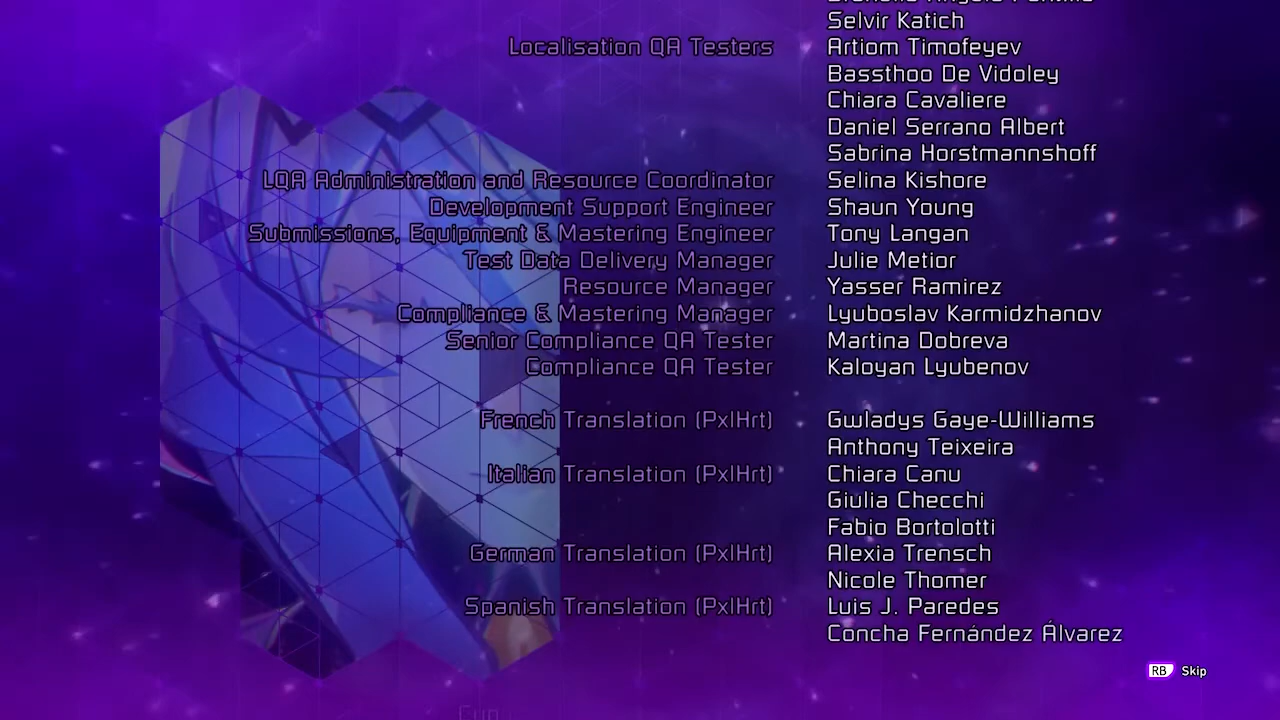 Selvir Katich
Localisation QA Testers Artiom Timofeyev
Bassthoo De Vidoley
Chiara Cavaliere
Daniel Serrano Albert
Sabrina Horstmannshoff
LQA Administration and Resource Coordinator Selina Kishore
Development Support Engineer Shaun Young
Submissions, Equipment & Mastering Engineer Tony Langan
Test Data Delivery Manager Julie Metior
Resource Manager Yasser Ramirez
Compliance & Mastering Manager Lyuboslav Karmidzhanov
Senior Compliance QA Tester Martina Dobreva
Compliance QA Tester Kaloyan Lyubenov
French Translation (PxlHrt) Gwladys Gaye-Williams
Anthony Teixeira
Italian Translation (PxlHrt) Chiara Canu
Giulia Checchi
Fabio Bortolotti
German Translation (PxlHrt) Alexia Trensch
Nicole Thomer
Spanish Translation (PxlHrt) Luis J. Paredes
Concha Fernández Álvarez
RB Skip